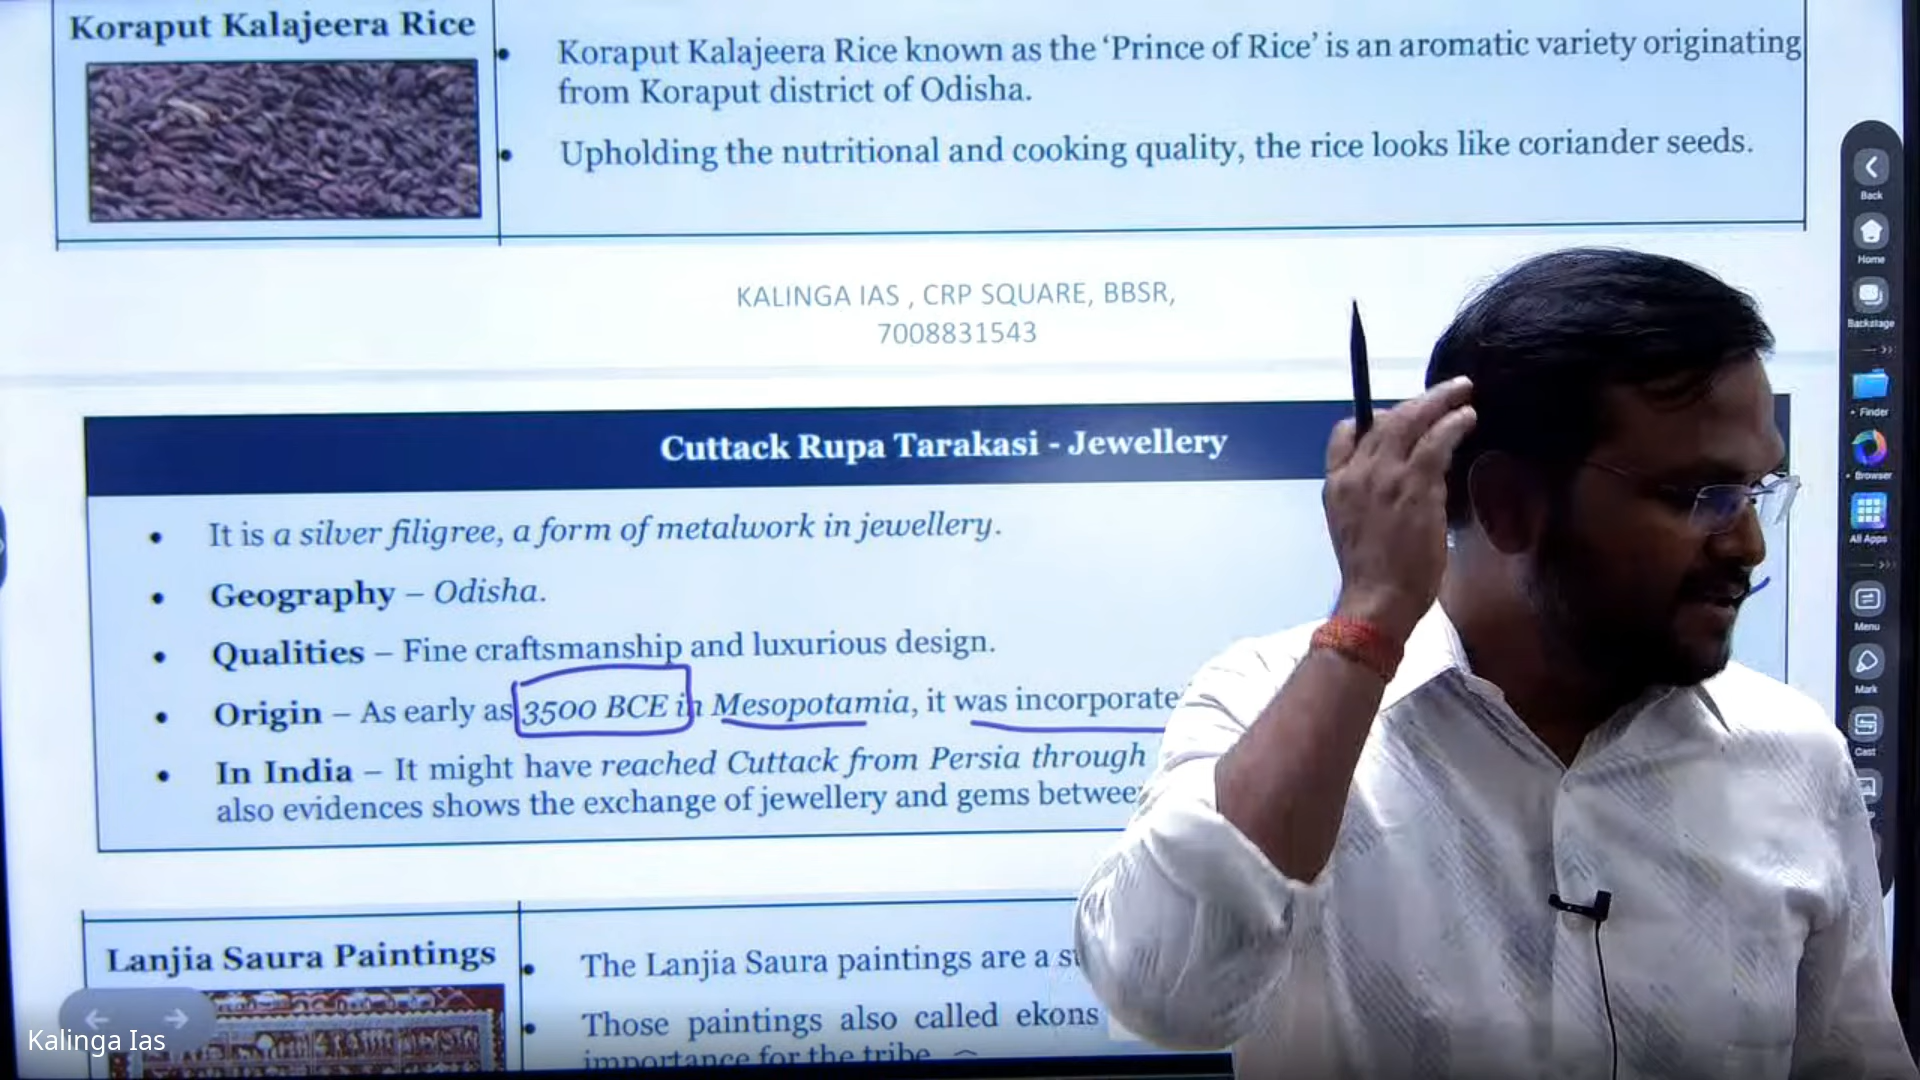 Koraput Kalajeera Rice
• Koraput Kalajeera Rice known as the ‘Prince of Rice’ is an aromatic variety originating
from Koraput district of Odisha.
• Upholding the nutritional and cooking quality, the rice looks like coriander seeds.
KALINGA IAS , CRP SQUARE, BBSR,
7008831543
Cuttack Rupa Tarakasi - Jewellery
• It is a silver filigree, a form of metalwork in jewellery.
• Geography – Odisha.
• Qualities – Fine craftsmanship and luxurious design.
• Origin – As early as 3500 BCE in Mesopotamia, it was incorporate
• In India – It might have reached Cuttack from Persia through
also evidences shows the exchange of jewellery and gems betwee
Lanjia Saura Paintings
• The Lanjia Saura paintings are a
• Those paintings also called ekons
importance for the tribe.
Kalinga Ias
Back
Home
Backstage
Finder
Browser
All Apps
Menu
Mark
Cast